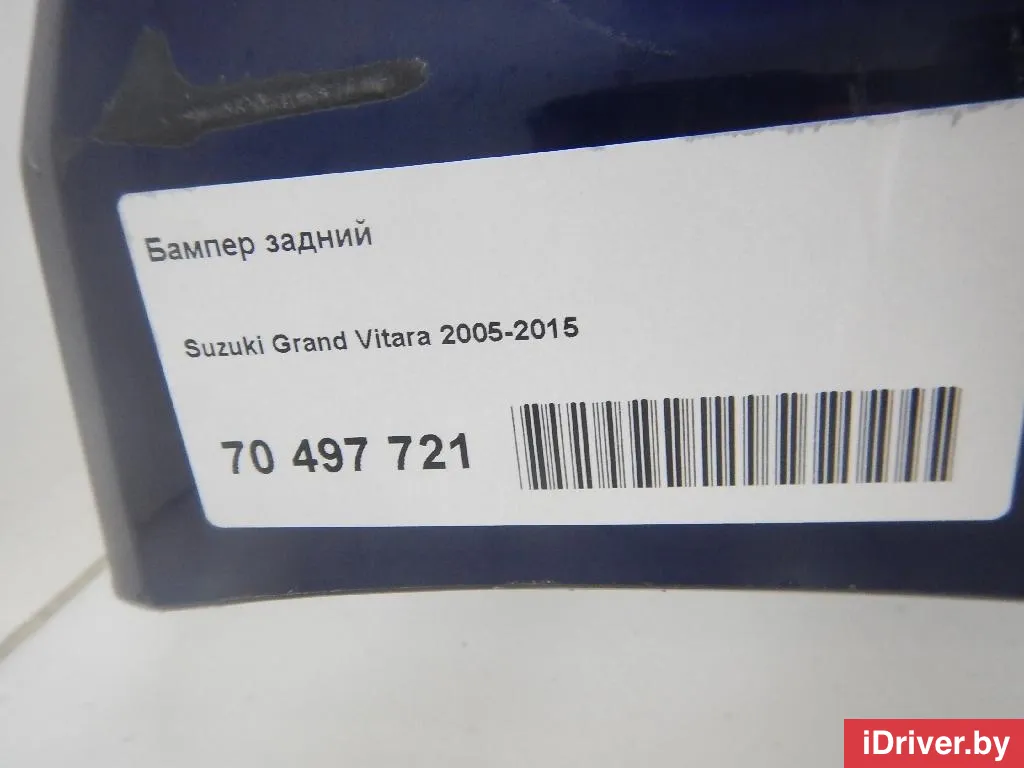 Бампер задний
Suzuki Grand Vitara 2005-2015
70 497 721
iDriver.by